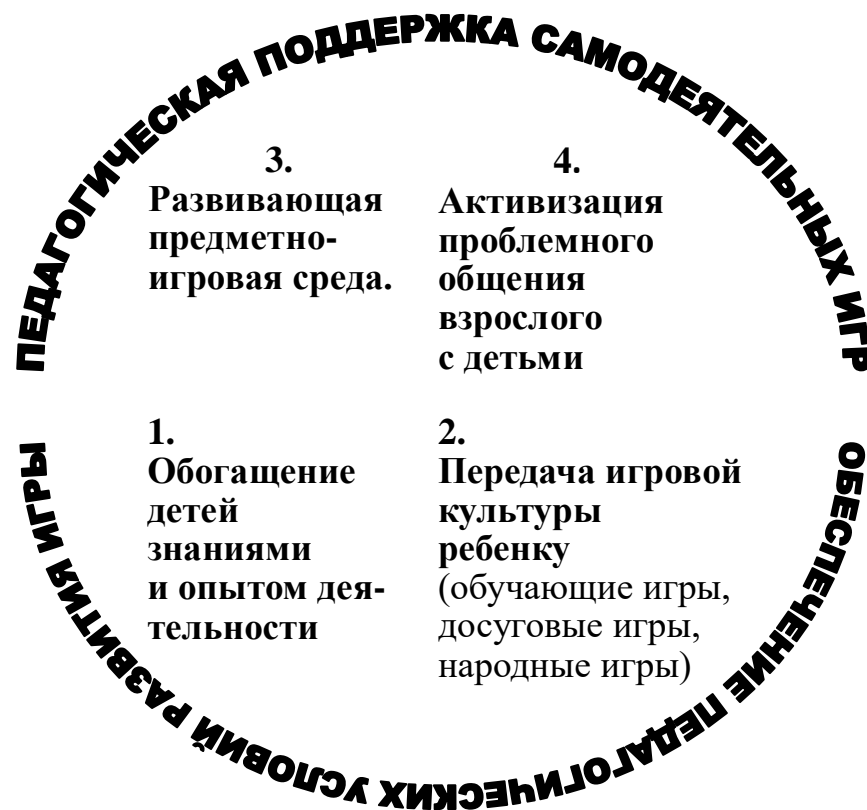 ПЕДАГОГИЧЕСКАЯ ПОДДЕРЖКА САМОДЕЯТЕЛЬНЫХ ИГР
3.
Развивающая
предметно-
игровая среда.
4.
Активизация
проблемного
общения
взрослого
с детьми
1.
Обогащение
детей
знаниями
и опытом дея-
тельности
2.
Передача игровой
культуры
ребенку
(обучающие игры,
досуговые игры,
народные игры)
ОБЕСПЕЧЕНИЕ ПЕДАГОГИЧЕСКИХ УСЛОВИЙ РАЗВИТИЯ ИГРЫ